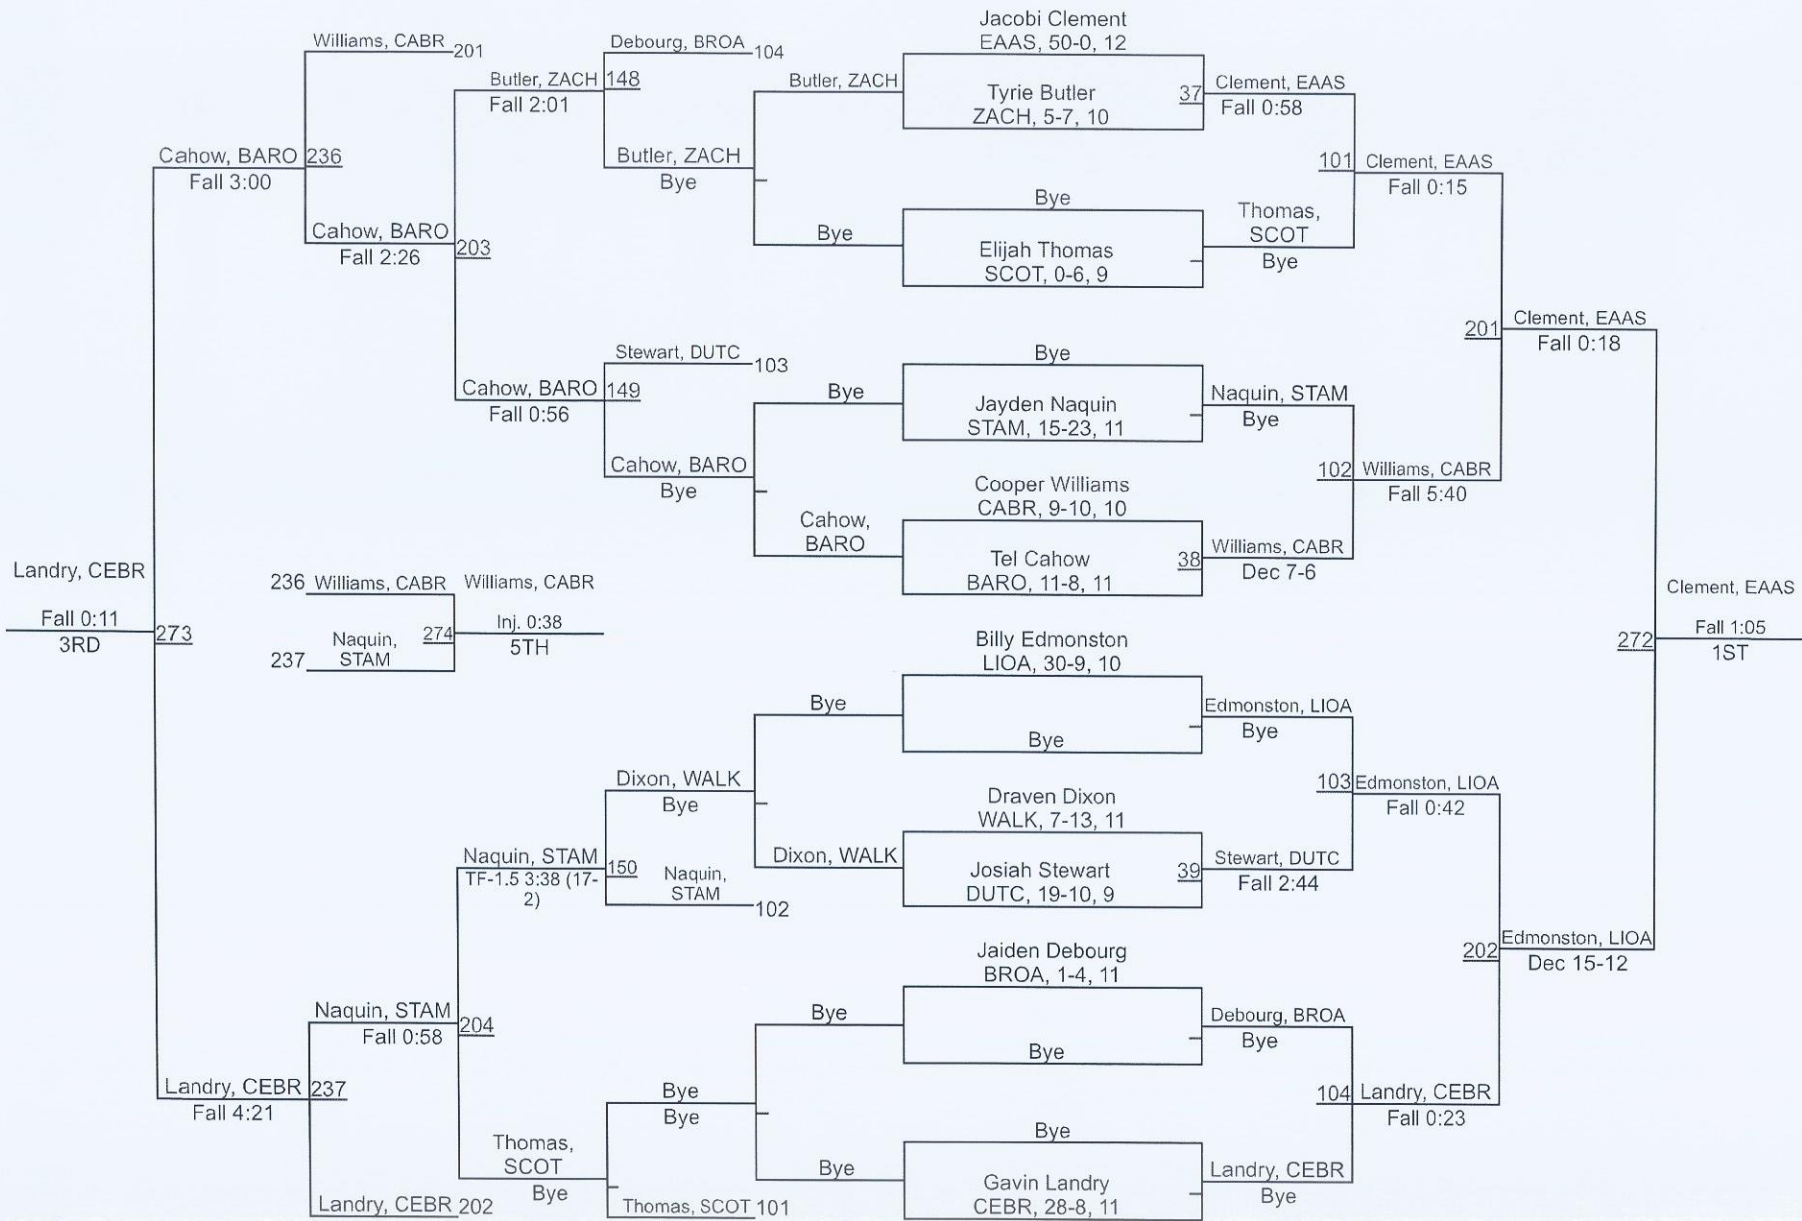 Jacobi Clement
EAAS, 50-0, 12
Williams, CABR
201
Debourg, BROA
104
Butler, ZACH
148
Fall 2:01
Butler, ZACH
Tyrie Butler
ZACH, 5-7, 10
37
Clement, EAAS
Fall 0:58
Cahow, BARO
236
Fall 3:00
Butler, ZACH
Bye
101
Clement, EAAS
Fall 0:15
Bye
Cahow, BARO
203
Fall 2:26
Bye
Elijah Thomas
SCOT, 0-6, 9
Thomas,
SCOT
Bye
201
Clement, EAAS
Fall 0:18
Stewart, DUTC
103
Bye
Cahow, BARO
149
Fall 0:56
Bye
Jayden Naquin
STAM, 15-23, 11
Naquin, STAM
Bye
Cahow, BARO
Bye
Cooper Williams
CABR, 9-10, 10
102
Williams, CABR
Fall 5:40
Cahow,
BARO
Tel Cahow
BARO, 11-8, 11
38
Williams, CABR
Dec 7-6
Landry, CEBR
Fall 0:11
3RD
273
236
Williams, CABR
Williams, CABR
237
Naquin,
STAM
274
Inj. 0:38
5TH
Clement, EAAS
272
Fall 1:05
1ST
Billy Edmonston
LIOA, 30-9, 10
Bye
Bye
Edmonston, LIOA
Bye
Dixon, WALK
Bye
Draven Dixon
WALK, 7-13, 11
103
Edmonston, LIOA
Fall 0:42
Naquin, STAM
TF-1.5 3:38 (17-
2)
150
Naquin,
STAM
102
Dixon, WALK
Josiah Stewart
DUTC, 19-10, 9
39
Stewart, DUTC
Fall 2:44
Jaiden Debourg
BROA, 1-4, 11
202
Edmonston, LIOA
Dec 15-12
Naquin, STAM
204
Fall 0:58
Bye
Bye
Debourg, BROA
Bye
Landry, CEBR
237
Fall 4:21
Bye
Bye
104
Landry, CEBR
Fall 0:23
Bye
Thomas,
SCOT
Bye
Bye
Gavin Landry
CEBR, 28-8, 11
Landry, CEBR
Bye
Landry, CEBR
202
Thomas, SCOT
101